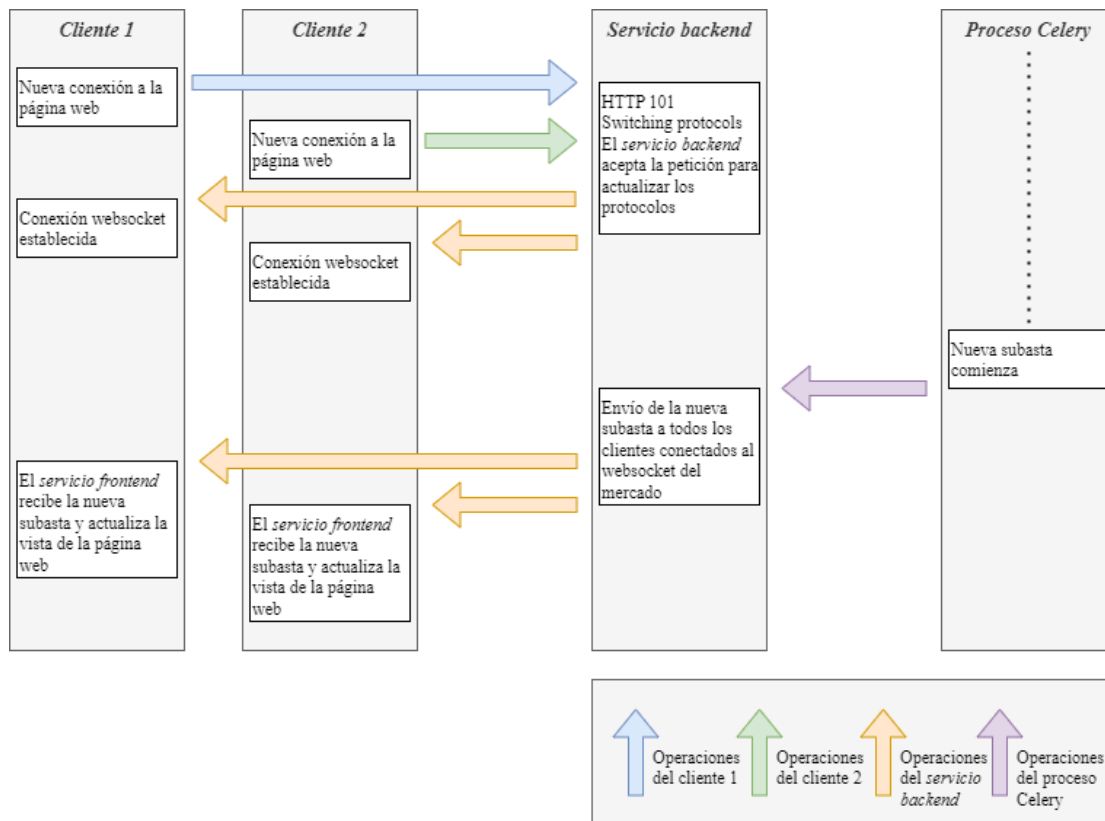 Cliente 1
Cliente 2
Servicio backend
Proceso Celery
Nueva conexión a la
página web
Nueva conexión a la
página web
HTTP 101
Switching protocols
El servicio backend
acepta la petición para
actualizar los
protocolos
Conexión websocket
establecida
Conexión websocket
establecida
Nueva subasta
comienza
Envío de la nueva
subasta a todos los
clientes conectados al
websocket del
mercado
El servicio frontend
recibe la nueva
subasta y actualiza la
vista de la página
web
El servicio frontend
recibe la nueva
subasta y actualiza la
vista de la página
web
Operaciones
del cliente 1
Operaciones
del cliente 2
Operaciones
del servicio
backend
Operaciones
del proceso
Celery